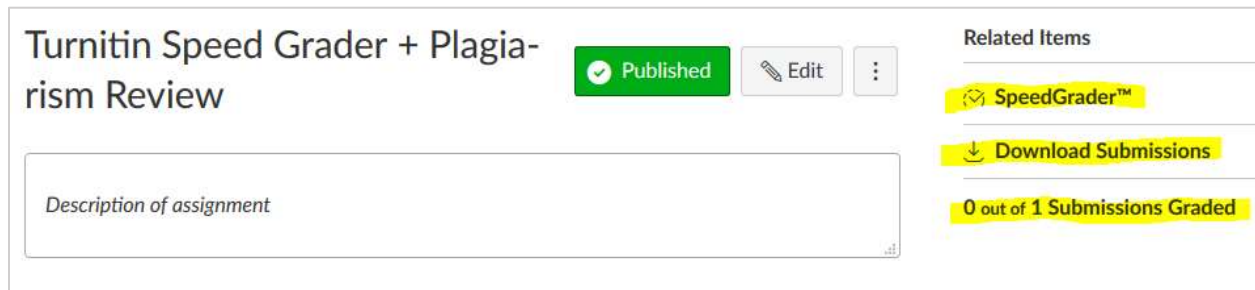 Turnitin Speed Grader + Plagia-
rism Review
Published
Edit
Description of assignment
Related Items
SpeedGrader™
Download Submissions
0 out of 1 Submissions Graded